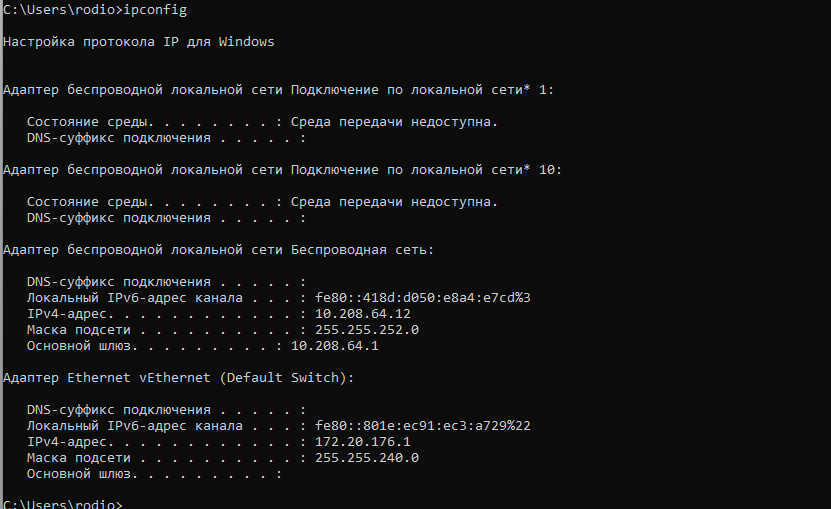 C:\Users\rodio>ipconfig
Настройка протокола IP для Windows
Адаптер беспроводной локальной сети Подключение по локальной сети* 1:
Состояние среды. . . . . . . . : Среда передачи недоступна.
DNS-суффикс подключения . . . . . :
Адаптер беспроводной локальной сети Подключение по локальной сети* 10:
Состояние среды. . . . . . . . : Среда передачи недоступна.
DNS-суффикс подключения . . . . . :
Адаптер беспроводной локальной сети Беспроводная сеть:
DNS-суффикс подключения . . . . . :
Локальный IPv6-адрес канала . . . : fe80::418d:d050:e8a4:e7cd%3
IPv4-адрес. . . . . . . . . . . . : 10.208.64.12
Маска подсети . . . . . . . . . . : 255.255.252.0
Основной шлюз. . . . . . . . . : 10.208.64.1
Адаптер Ethernet vEthernet (Default Switch):
DNS-суффикс подключения . . . . . :
Локальный IPv6-адрес канала . . . : fe80::801e:ec91:ec3:a729%22
IPv4-адрес. . . . . . . . . . . . : 172.20.176.1
Маска подсети . . . . . . . . . . : 255.255.240.0
Основной шлюз. . . . . . . . . :
C:\Users\rodio>